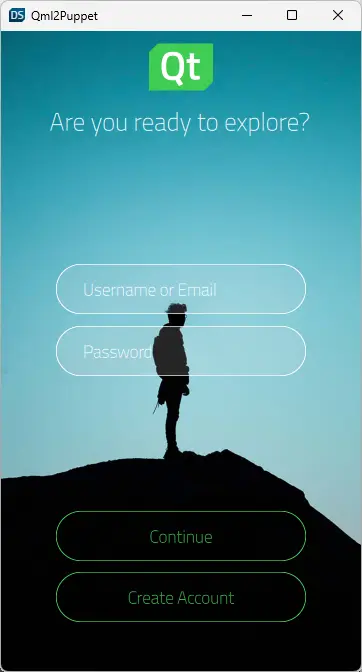 DS Qml2Puppet
Qt
Are you ready to explore?
Username or Email
Password
Continue
Create Account